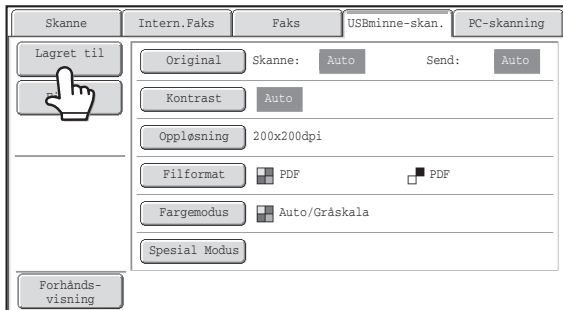 Skanne Intern.Faks Faks USBminne-skan. PC-skanning
Lagret til
Original Skanne: Auto Send: Auto
Kontrast Auto
Oppløsning 200x200dpi
Filformat PDF PDF
Fargemodus Auto/Gråskala
Spesial Modus
Forhånds-
visning